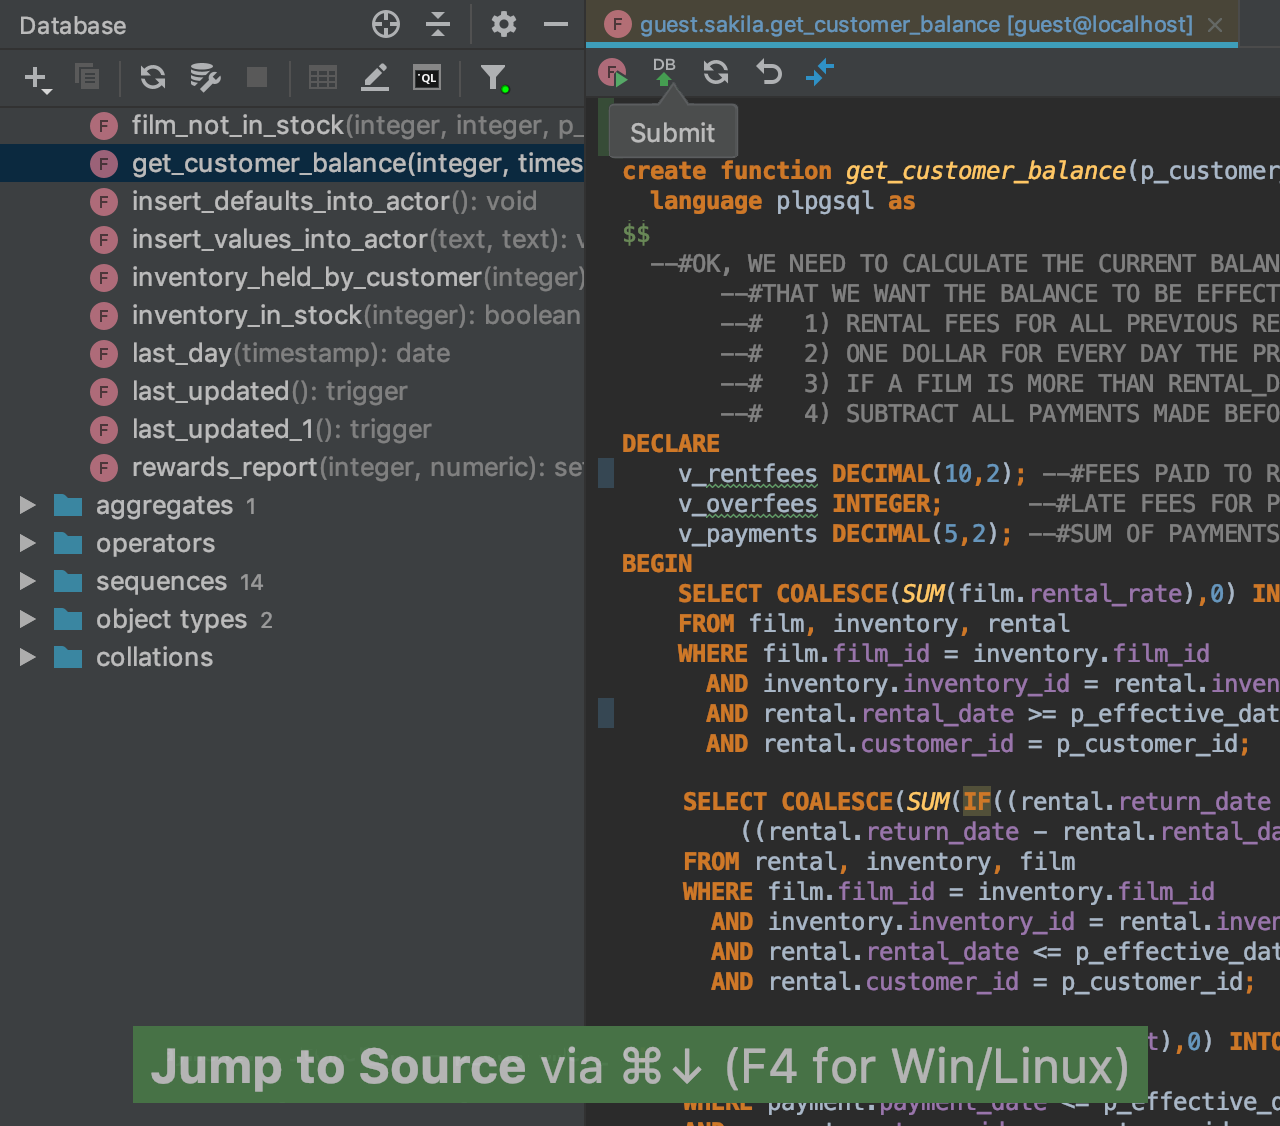 Database
QL
F film_not_in_stock(integer, integer, p_
F get_customer_balance(integer, times
F insert_defaults_into_actor(): void
F insert_values_into_actor(text, text): v
F inventory_held_by_customer(integer)
F inventory_in_stock(integer): boolean
F last_day(timestamp): date
F last_updated(): trigger
F last_updated_1(): trigger
F rewards_report(integer, numeric): se
aggregates 1
operators
sequences 14
object types 2
collations
F guest.sakila.get_customer_balance [guest@localhost]
F DB
Submit
create function get_customer_balance(p_customer_
language plpgsql as
$$
--#OK, WE NEED TO CALCULATE THE CURRENT BALAN
--#THAT WE WANT THE BALANCE TO BE EFFECT
--# 1) RENTAL FEES FOR ALL PREVIOUS RE
--# 2) ONE DOLLAR FOR EVERY DAY THE PR
--# 3) IF A FILM IS MORE THAN RENTAL_D
--# 4) SUBTRACT ALL PAYMENTS MADE BEFO
DECLARE
v_rentfees DECIMAL(10,2); --#FEES PAID TO R
v_overfees INTEGER; --#LATE FEES FOR P
v_payments DECIMAL(5,2); --#SUM OF PAYMENTS
BEGIN
SELECT COALESCE(SUM(film.rental_rate),0) IN
FROM film, inventory, rental
WHERE film.film_id = inventory.film_id
AND inventory.inventory_id = rental.inven
AND rental.rental_date >= p_effective_dat
AND rental.customer_id = p_customer_id;
SELECT COALESCE(SUM(IF((rental.return_date
((rental.return_date - rental.rental_da
FROM rental, inventory, film
WHERE film.film_id = inventory.film_id
AND inventory.inventory_id = rental.inven
AND rental.rental_date <= p_effective_dat
AND rental.customer_id = p_customer_id;
t),0) INTO
Jump to Source via ⌘↓ (F4 for Win/Linux)
WHERE payment.payment_date <= p_effective_d